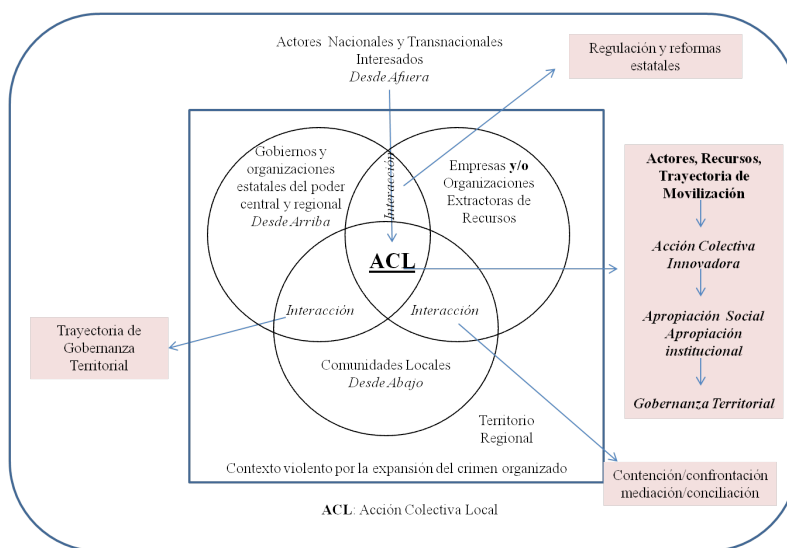 Actores Nacionales y Transnacionales
Interesados
Desde Afuera
Regulación y reformas
estatales
Gobiernos y
organizaciones
estatales del poder
central y regional
Desde Arriba
Interacción
Empresas y/o
Organizaciones
Extractoras de
Recursos
ACL
Interacción
Interacción
Comunidades Locales
Desde Abajo
Territorio
Regional
Contexto violento por la expansión del crimen organizado
Trayectoria de
Gobernanza
Territorial
Actores, Recursos,
Trayectoria de
Movilización
Acción Colectiva
Innovadora
Apropiación Social
Apropiación
institucional
Gobernanza Territorial
Contención/confrontación
mediación/conciliación
ACL: Acción Colectiva Local